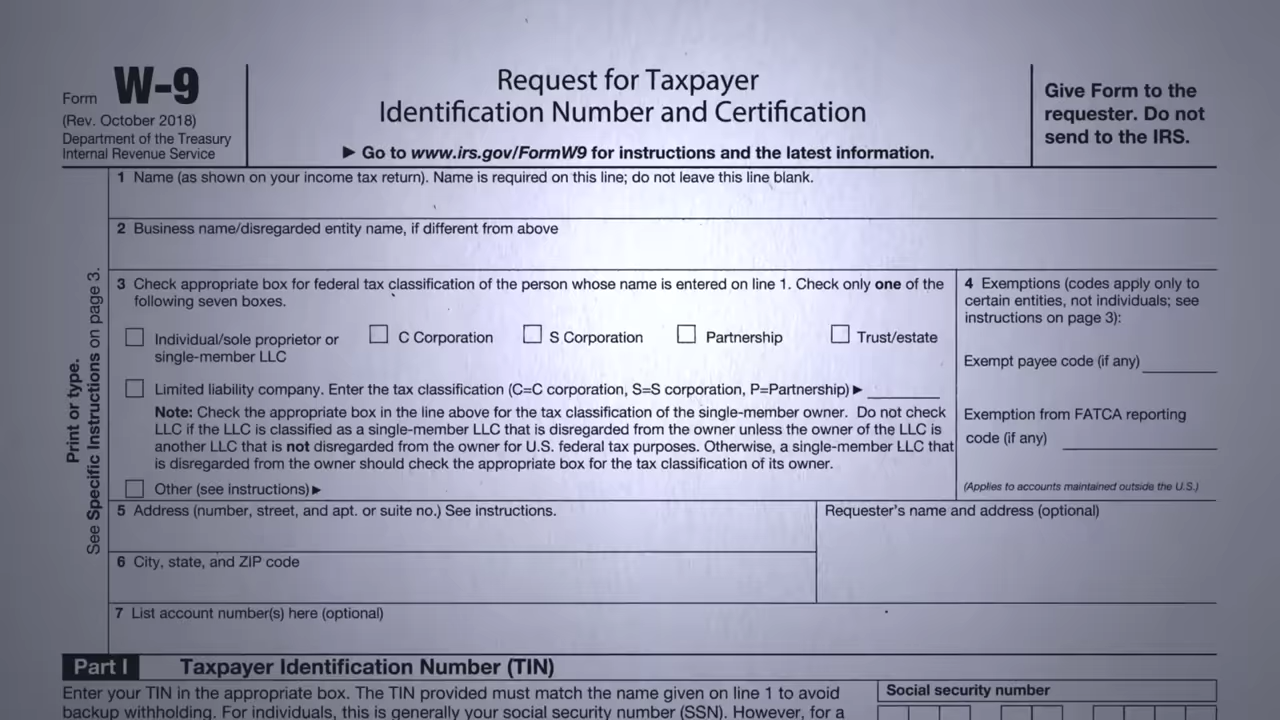 Form W-9
(Rev. October 2018)
Department of the Treasury
Internal Revenue Service
Request for Taxpayer
Identification Number and Certification
▶ Go to www.irs.gov/FormW9 for instructions and the latest information.
Give Form to the
requester. Do not
send to the IRS.
Print or type.
See Specific Instructions on page 3.
1 Name (as shown on your income tax return). Name is required on this line; do not leave this line blank.
2 Business name/disregarded entity name, if different from above
3 Check appropriate box for federal tax classification of the person whose name is entered on line 1. Check only one of the
following seven boxes.
Individual/sole proprietor or
single-member LLC
C Corporation
S Corporation
Partnership
Trust/estate
Limited liability company. Enter the tax classification (C=C corporation, S=S corporation, P=Partnership) ▶
Note: Check the appropriate box in the line above for the tax classification of the single-member owner. Do not check
LLC if the LLC is classified as a single-member LLC that is disregarded from the owner unless the owner of the LLC is
another LLC that is not disregarded from the owner for U.S. federal tax purposes. Otherwise, a single-member LLC that
is disregarded from the owner should check the appropriate box for the tax classification of its owner.
Other (see instructions) ▶
4 Exemptions (codes apply only to
certain entities, not individuals; see
instructions on page 3):
Exempt payee code (if any)
Exemption from FATCA reporting
code (if any)
(Applies to accounts maintained outside the U.S.)
5 Address (number, street, and apt. or suite no.) See instructions.
Requester's name and address (optional)
6 City, state, and ZIP code
7 List account number(s) here (optional)
Part I Taxpayer Identification Number (TIN)
Enter your TIN in the appropriate box. The TIN provided must match the name given on line 1 to avoid
backup withholding. For individuals, this is generally your social security number (SSN). However, for a
Social security number